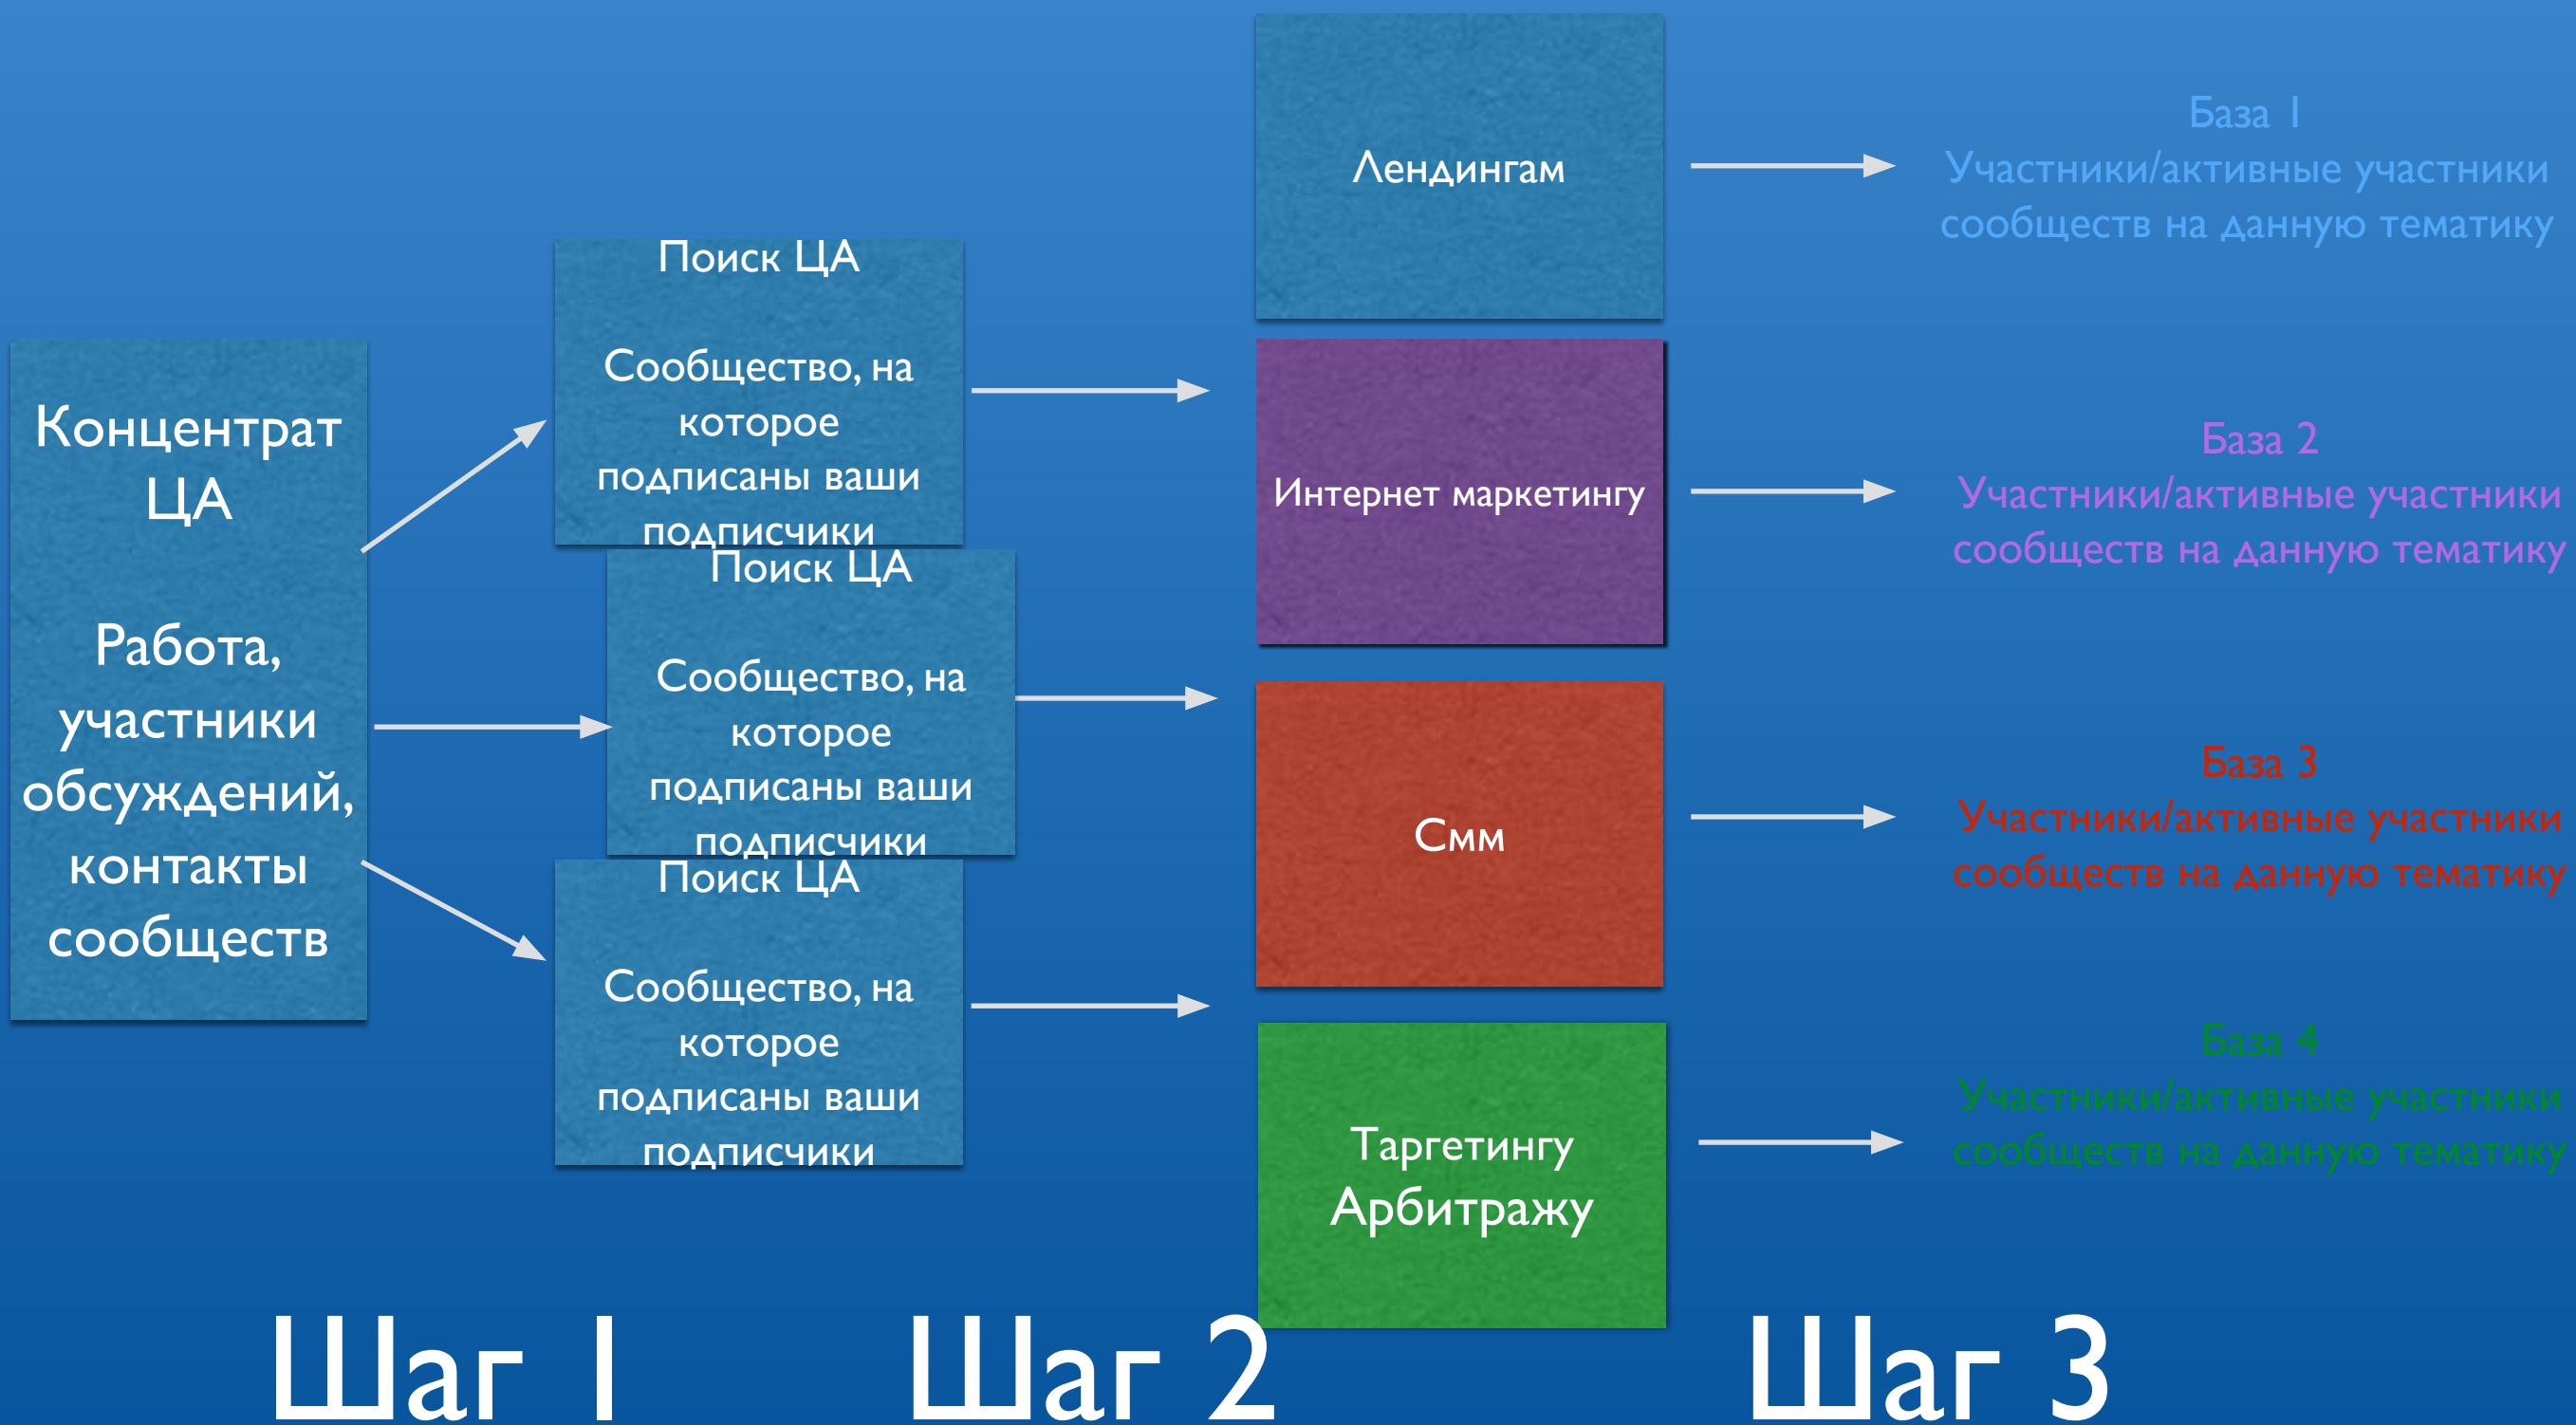 Концентрат
ЦА
Работа,
участники
обсуждений,
контакты
сообществ
Поиск ЦА
Сообщество, на
которое
подписаны ваши
подписчики
Поиск ЦА
Сообщество, на
которое
подписаны ваши
подписчики
Поиск ЦА
Сообщество, на
которое
подписаны ваши
подписчики
Лендингам
Интернет маркетингу
Смм
Таргетингу
Арбитражу
База 1
Участники/активные участники
сообществ на данную тематику
База 2
Участники/активные участники
сообществ на данную тематику
База 3
Участники/активные участники
сообществ на данную тематику
База 4
Участники/активные участники
сообществ на данную тематику
Шаг 1
Шаг 2
Шаг 3